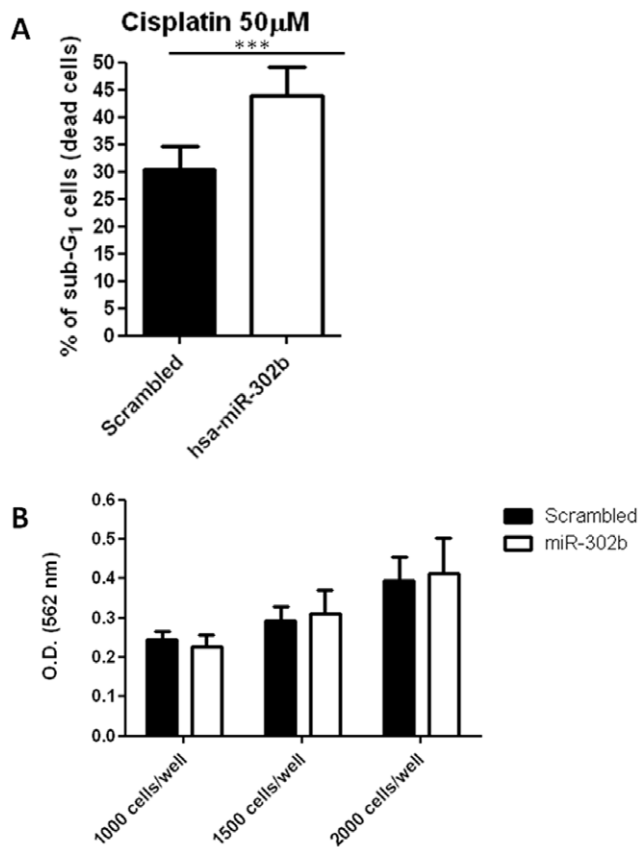 A
Cisplatin 50µM
***
% of sub-G1 cells (dead cells)
50
45
40
35
30
25
20
15
10
5
0
Scrambled
hsa-miR-302b
B
O.D. (562 nm)
0.6
0.5
0.4
0.3
0.2
0.1
0.0
1000 cells/well
1500 cells/well
2000 cells/well
Scrambled
miR-302b